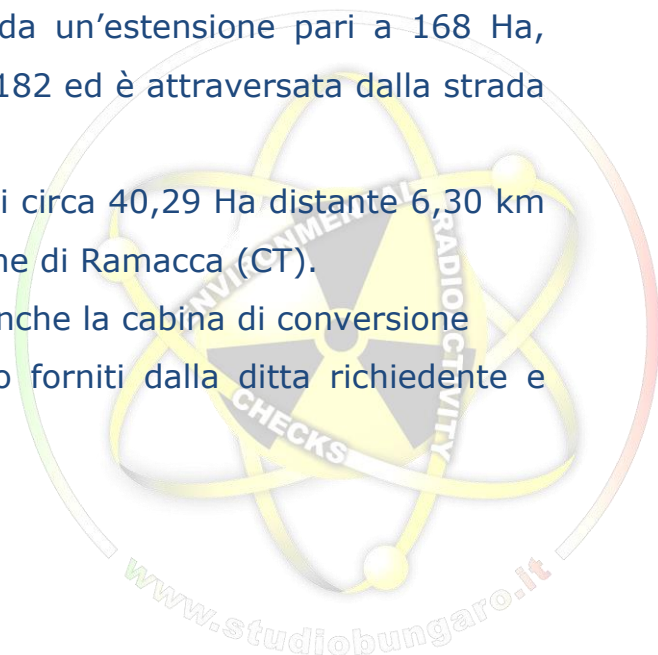 da un’estensione pari a 168 Ha,
182 ed è attraversata dalla strada
i circa 40,29 Ha distante 6,30 km
ne di Ramacca (CT).
nche la cabina di conversione
o forniti dalla ditta richiedente e
ENVIRONMENTAL
RADIOCTIVITY
CHECKS
www.studiobungaro.it